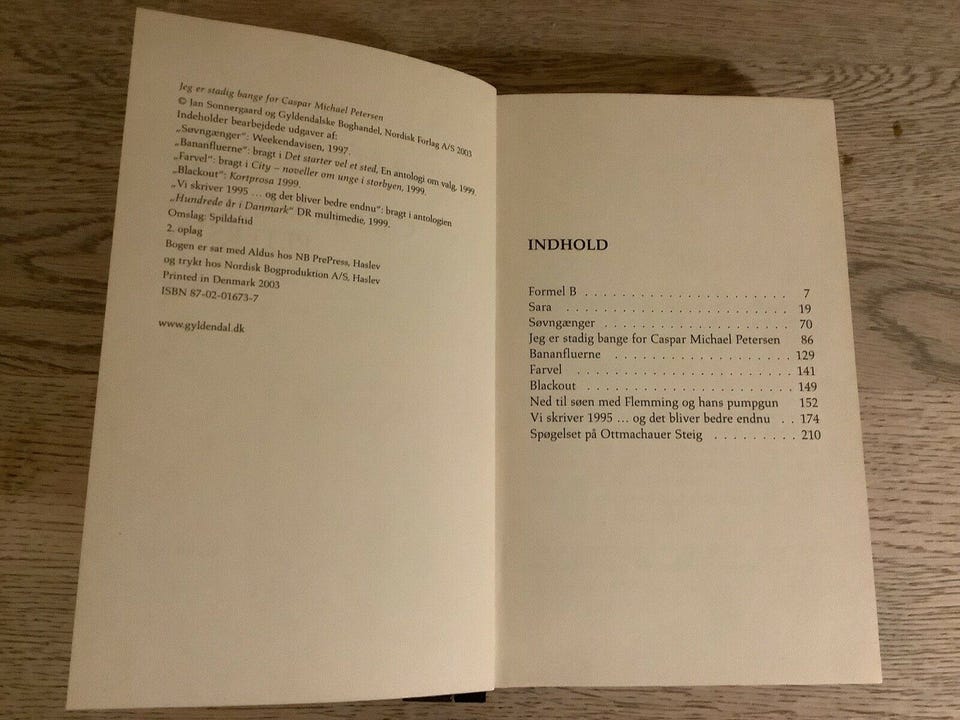 Jeg er stadig bange for Caspar Michael Petersen
© Jan Sonnergaard og Gyldendalske Boghandel, Nordisk Forlag A/S 2003
Indeholder bearbejdede udgaver af:
„Søvngænger“: Weekendavisen, 1997.
„Bananfluerne“: bragt i Det starter vel et sted, En antologi om valg, 1999.
„Farvel“: bragt i City – noveller om unge i storbyen, 1999.
„Blackout“: Kortprosa 1999.
„Vi skriver 1995 ... og det bliver bedre endnu“: bragt i antologien
„Hundrede år i Danmark“ DR multimedie, 1999.
Omslag: Spildaftid
2. oplag
Bogen er sat med Aldus hos NB PrePress, Haslev
og trykt hos Nordisk Bogproduktion A/S, Haslev
Printed in Denmark 2003
ISBN 87-02-01673-7
www.gyldendal.dk
INDHOLD
Formel B . . . . . . . . . . . . . . . . . . . . . . . 7
Sara . . . . . . . . . . . . . . . . . . . . . . . . . 19
Søvngænger . . . . . . . . . . . . . . . . . . . . . 70
Jeg er stadig bange for Caspar Michael Petersen 86
Bananfluerne . . . . . . . . . . . . . . . . . . . . 129
Farvel . . . . . . . . . . . . . . . . . . . . . . . . 141
Blackout . . . . . . . . . . . . . . . . . . . . . . . 149
Ned til søen med Flemming og hans pumpgun 152
Vi skriver 1995 ... og det bliver bedre endnu . . 174
Spøgelset på Ottmachauer Steig . . . . . . . . . 210